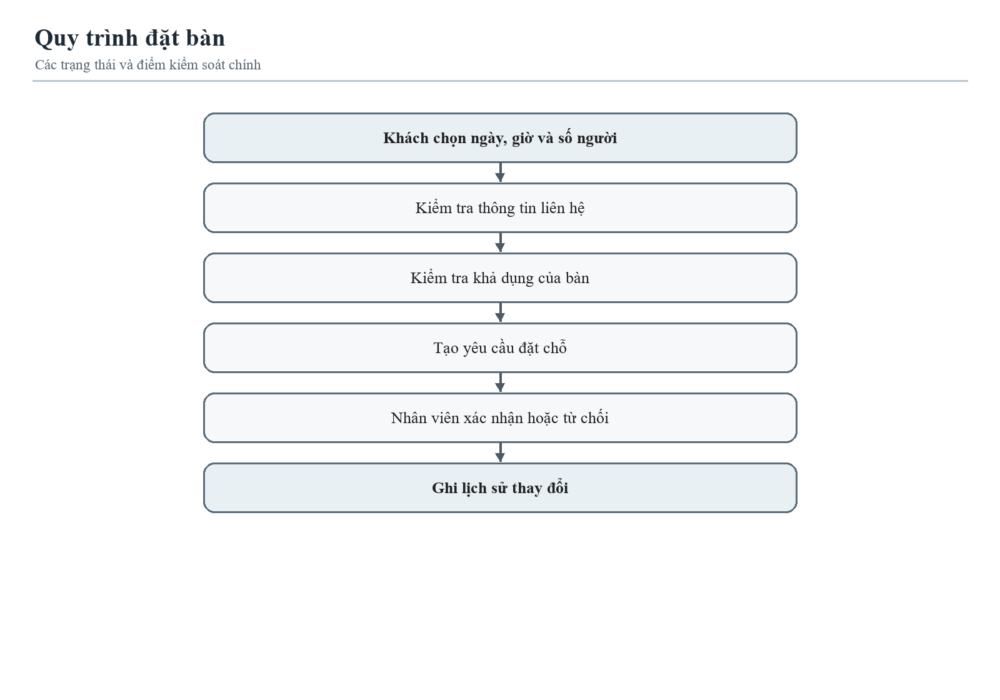 Quy trình đặt bàn
Các trạng thái và điểm kiểm soát chính
Khách chọn ngày, giờ và số người
Kiểm tra thông tin liên hệ
Kiểm tra khả dụng của bàn
Tạo yêu cầu đặt chỗ
Nhân viên xác nhận hoặc từ chối
Ghi lịch sử thay đổi